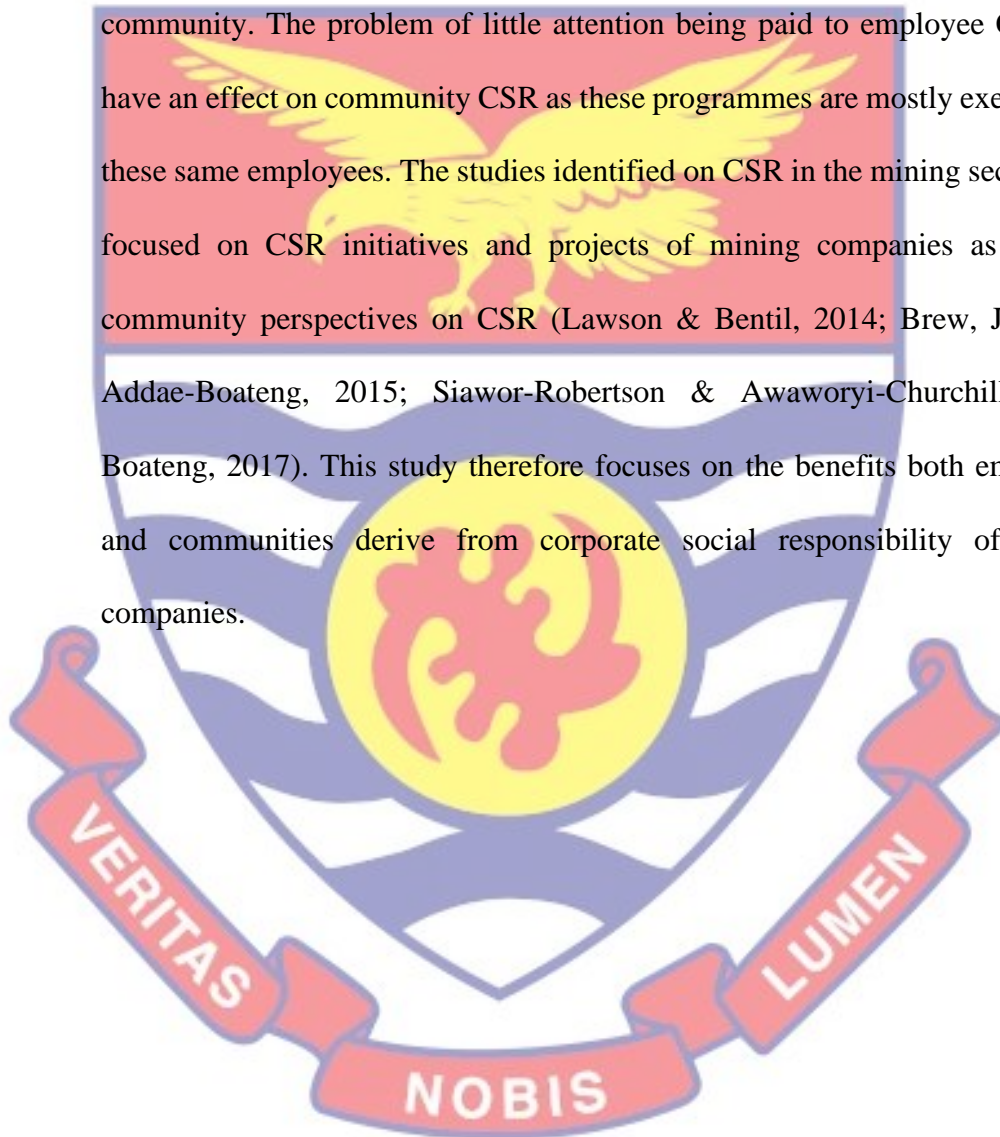 community. The problem of little attention being paid to employee
have an effect on community CSR as these programmes are mostly
these same employees. The studies identified on CSR in the mining
focused on CSR initiatives and projects of mining companies as
community perspectives on CSR (Lawson & Bentil, 2014; Brew,
Addae-Boateng, 2015; Siawor-Robertson &
Boateng, 2017). This study therefore focuses on the benefits both
and communities derive from corporate social responsibility of
companies.
VERITAS
NOBIS
LUMEN